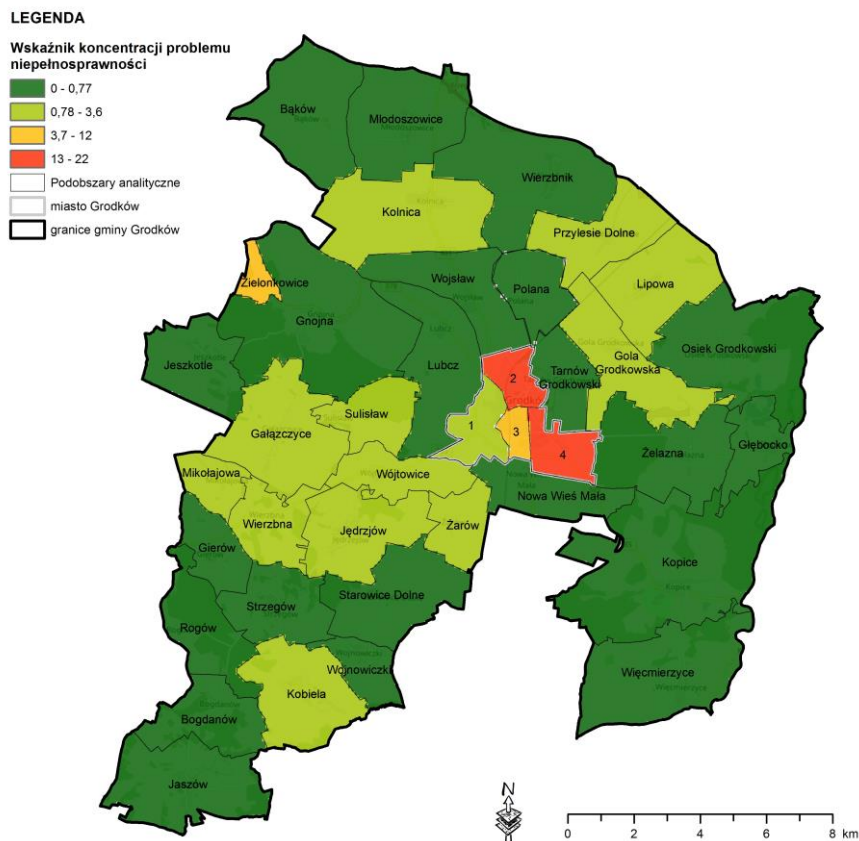 LEGENDA
Wskaźnik koncentracji problemu
niepełnosprawności
0 - 0,77
0,78 - 3,6
3,7 - 12
13 - 22
Podobszary analityczne
miasto Grodków
granice gminy Grodków
Bąków
Młodoszowice
Wierzbnik
Kolnica
Przylesie Dolne
Zielonkowice
Wojsław
Polana
Lipowa
Gnojna
Jeszkotle
Lubcz
Tarnów
Grodkowski
Gola
Grodkowska
Osiek Grodkowski
2
Sulisław
1
3
4
Gałązczyce
Żelazna
Głębocko
Mikołajowa
Wójtowice
Nowa Wieś Mała
Wierzbna
Jędrzjów
Żarów
Gierów
Kopice
Strzegów
Starowice Dolne
Rogów
Wojnowiczki
Więcmierzyce
Kobiela
Bogdanów
Jaszów
N
0 2 4 6 8 km